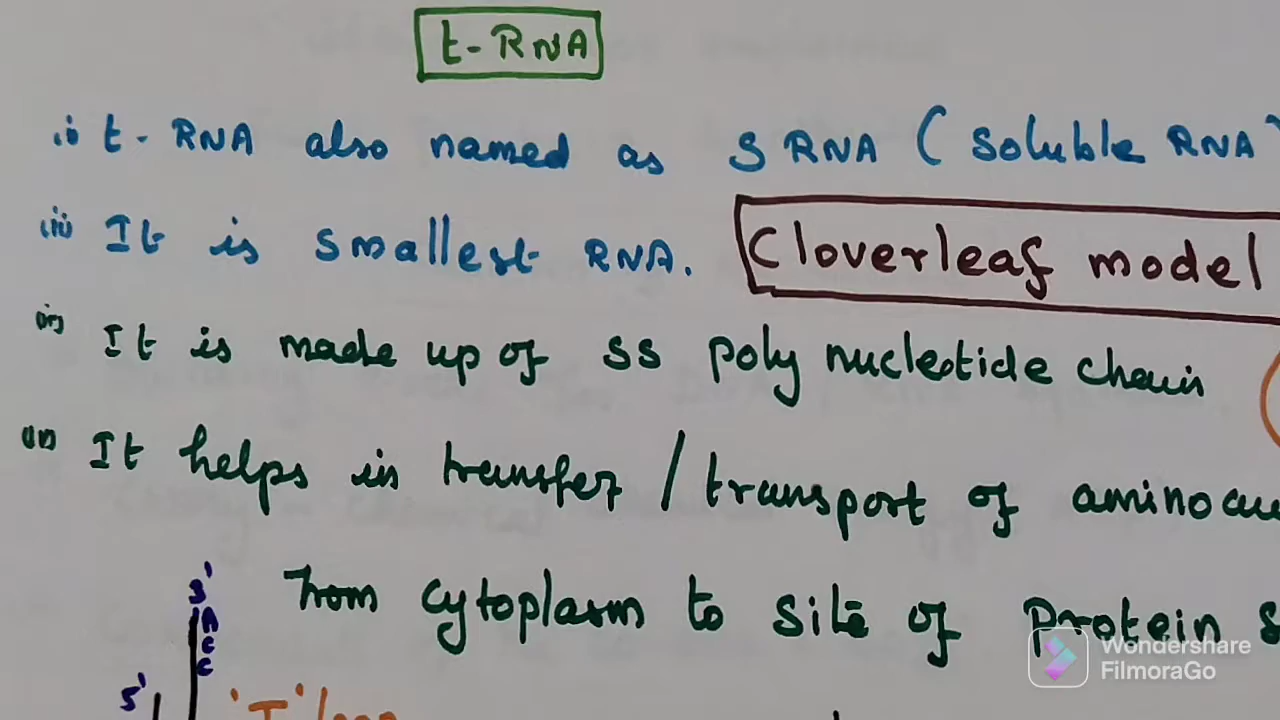 t-RNA
i) t-RNA also named as SRNA (Soluble RNA)
ii) It is smallest RNA. Cloverleaf model
iii) It is made up of ss poly nucleotide chain
iv) It helps in transfer/transport of
from cytoplasm to site of Protein
3'
A
C
C
5'
Wondershare
FilmoraGo